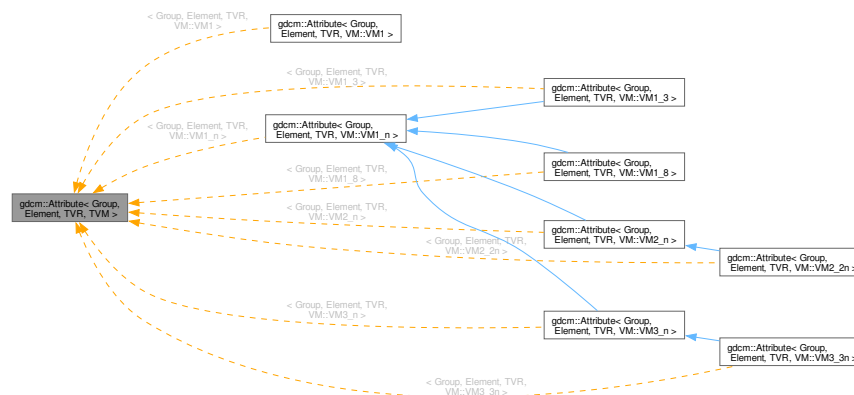 < Group, Element, TVR,
VM::VM1 >
gdcm::Attribute< Group,
Element, TVR, VM::VM1 >
< Group, Element, TVR,
VM::VM1_3 >
gdcm::Attribute< Group,
Element, TVR, VM::VM1_3 >
< Group, Element, TVR,
VM::VM1_n >
gdcm::Attribute< Group,
Element, TVR, VM::VM1_n >
< Group, Element, TVR,
VM::VM1_8 >
gdcm::Attribute< Group,
Element, TVR, VM::VM1_8 >
gdcm::Attribute< Group,
Element, TVR, TVM >
< Group, Element, TVR,
VM::VM2_n >
gdcm::Attribute< Group,
Element, TVR, VM::VM2_n >
< Group, Element, TVR,
VM::VM2_2n >
gdcm::Attribute< Group,
Element, TVR, VM::VM2_2n >
< Group, Element, TVR,
VM::VM3_n >
gdcm::Attribute< Group,
Element, TVR, VM::VM3_n >
gdcm::Attribute< Group,
Element, TVR, VM::VM3_3n >
< Group, Element, TVR,
VM::VM3_3n >